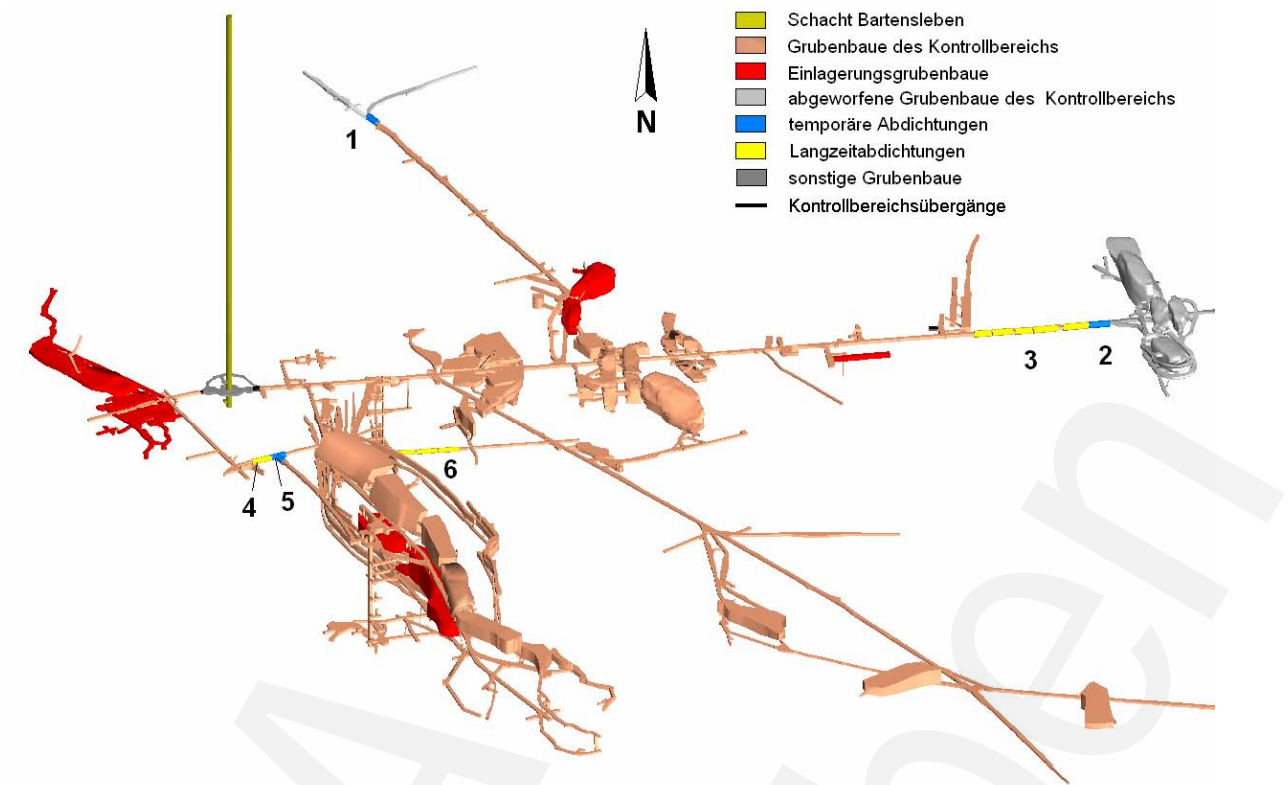 Schacht Bartensleben
Grubenbaue des Kontrollbereichs
Einlagerungsgrubenbaue
abgeworfene Grubenbaue des Kontrollbereichs
temporäre Abdichtungen
Langzeitabdichtungen
sonstige Grubenbaue
Kontrollbereichsübergänge
N
1
3
2
6
4
5